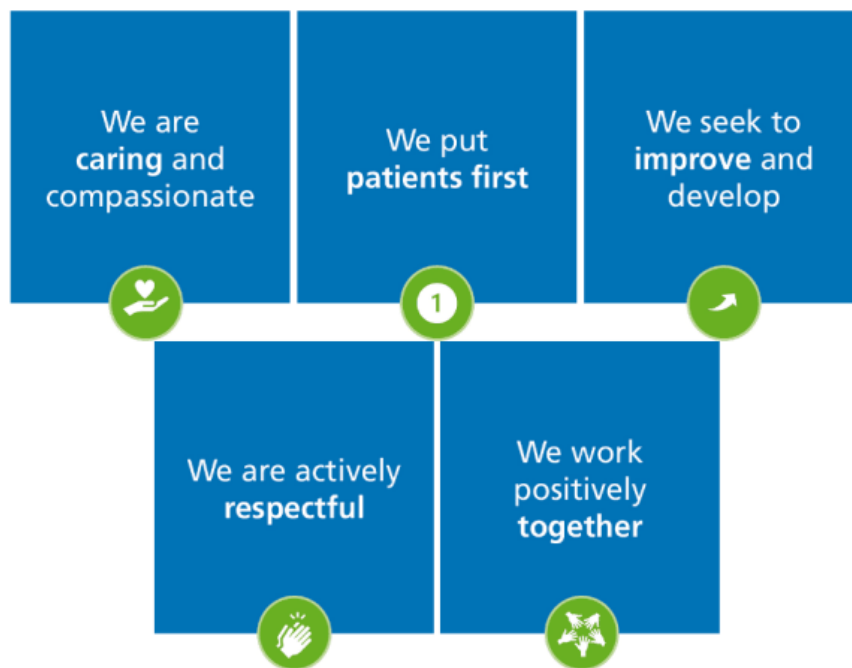 We are
caring and
compassionate
We put
patients first
We seek to
improve and
develop
1
We are actively
respectful
We work
positively
together